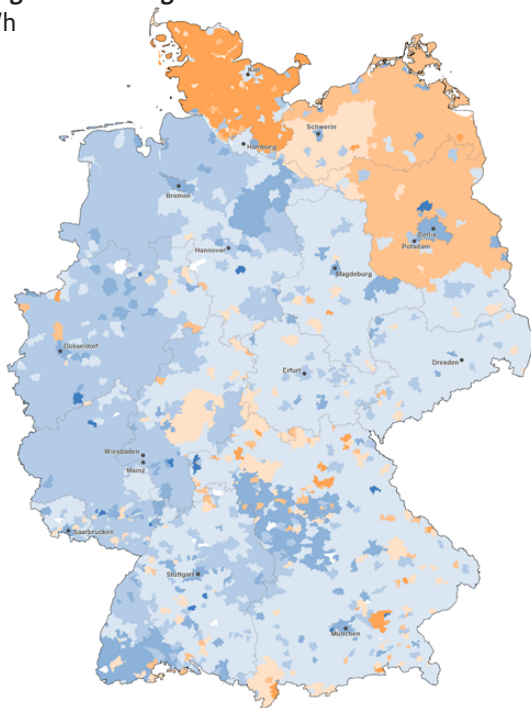 /h
Kiel
Schwerin
Hamburg
Bremen
Berlin
Hannover
Potsdam
Magdeburg
Düsseldorf
Dresden
Erfurt
Wiesbaden
Mainz
Saarbrücken
Stuttgart
München